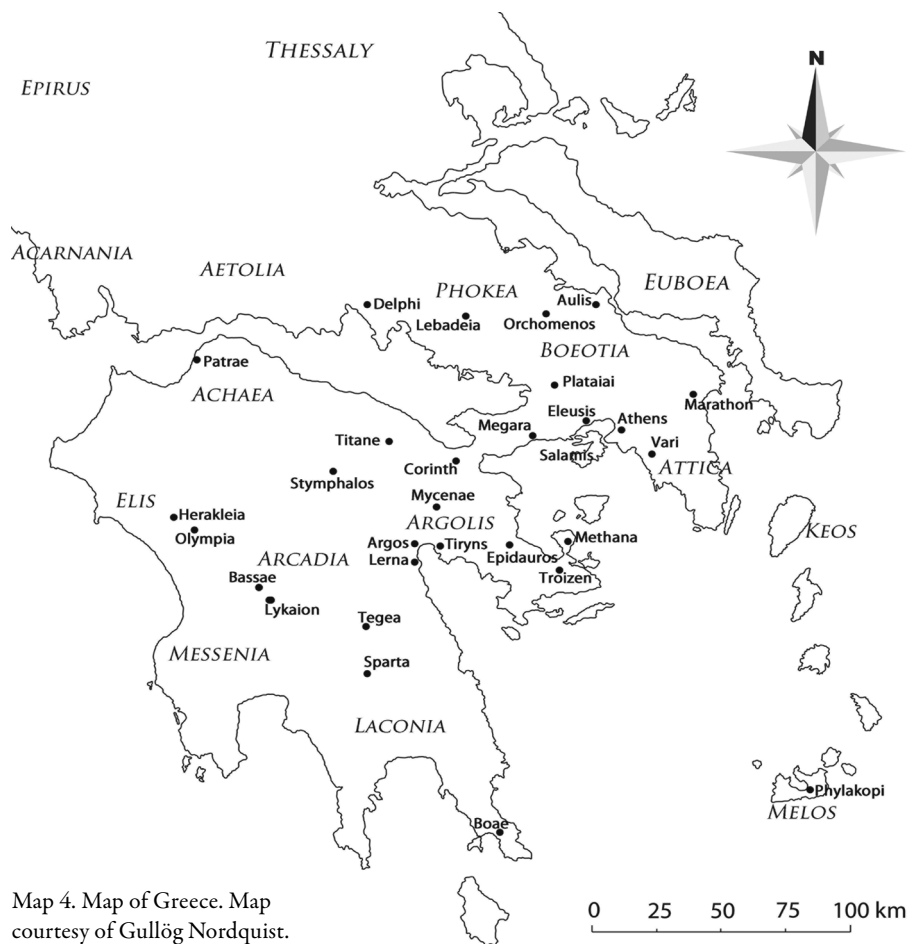 THESSALY
N
EPIRUS
ACARNANIA
AETOLIA
EUBOEA
PHOKEA
Delphi
Aulis
Lebadeia
Orchomenos
BOEOTIA
Patrae
Plataiai
ACHAEA
Marathon
Eleusis
Athens
Megara
Titane
Vari
Salamis
Corinth
ATTICA
Stymphalos
Mycenae
ELIS
Herakleia
ARGOLIS
KEOS
Olympia
Argos
Tiryns
Methana
ARCADIA
Epidauros
Lerna
Bassae
Troizen
Lykaion
Tegea
MESSENIA
Sparta
LACONIA
Phylakopi
MELOS
Boae
Map 4. Map of Greece. Map
courtesy of Gullög Nordquist.
0 25 50 100 km